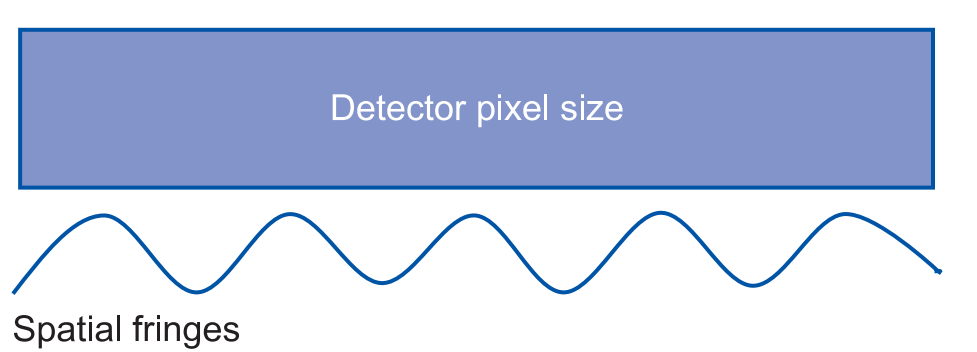 Detector pixel size
Spatial fringes